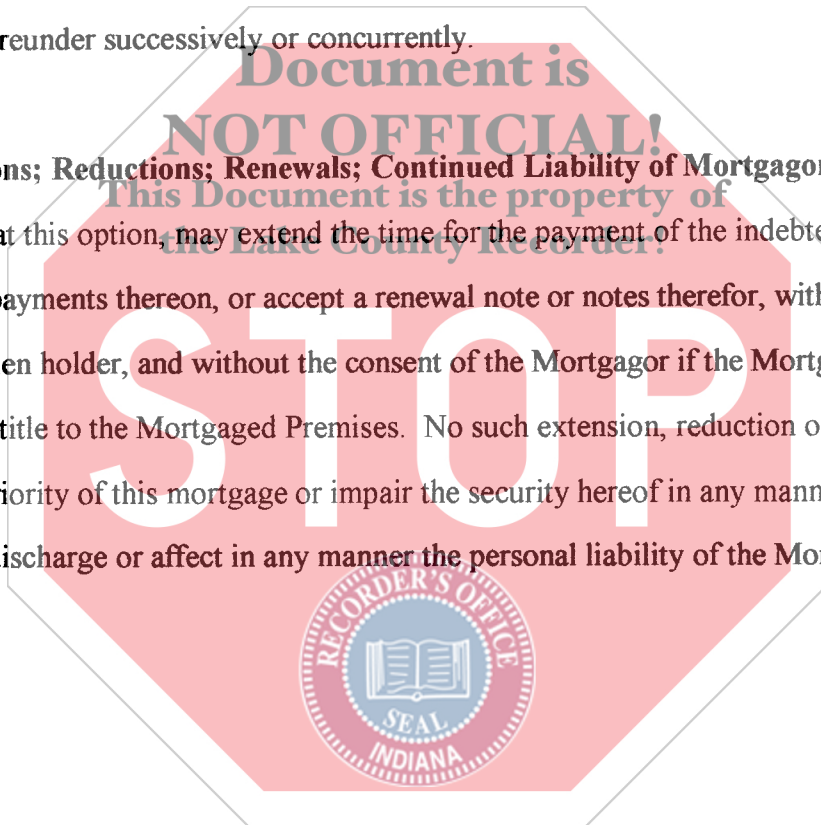 reunder successively or concurrently.
Document is
NOT OFFICIAL!
ns; Reductions; Renewals; Continued Liability of Mortgagor
This Document is the property of
at this option, may extend the time for the payment of the indebte
the Lake County Recorder!
payments thereon, or accept a renewal note or notes therefor, with
en holder, and without the consent of the Mortgagor if the Mortg
title to the Mortgaged Premises. No such extension, reduction o
iority of this mortgage or impair the security hereof in any mann
ischarge or affect in any manner the personal liability of the Mo
STOP
RECORDER'S OFFICE
SEAL
INDIANA